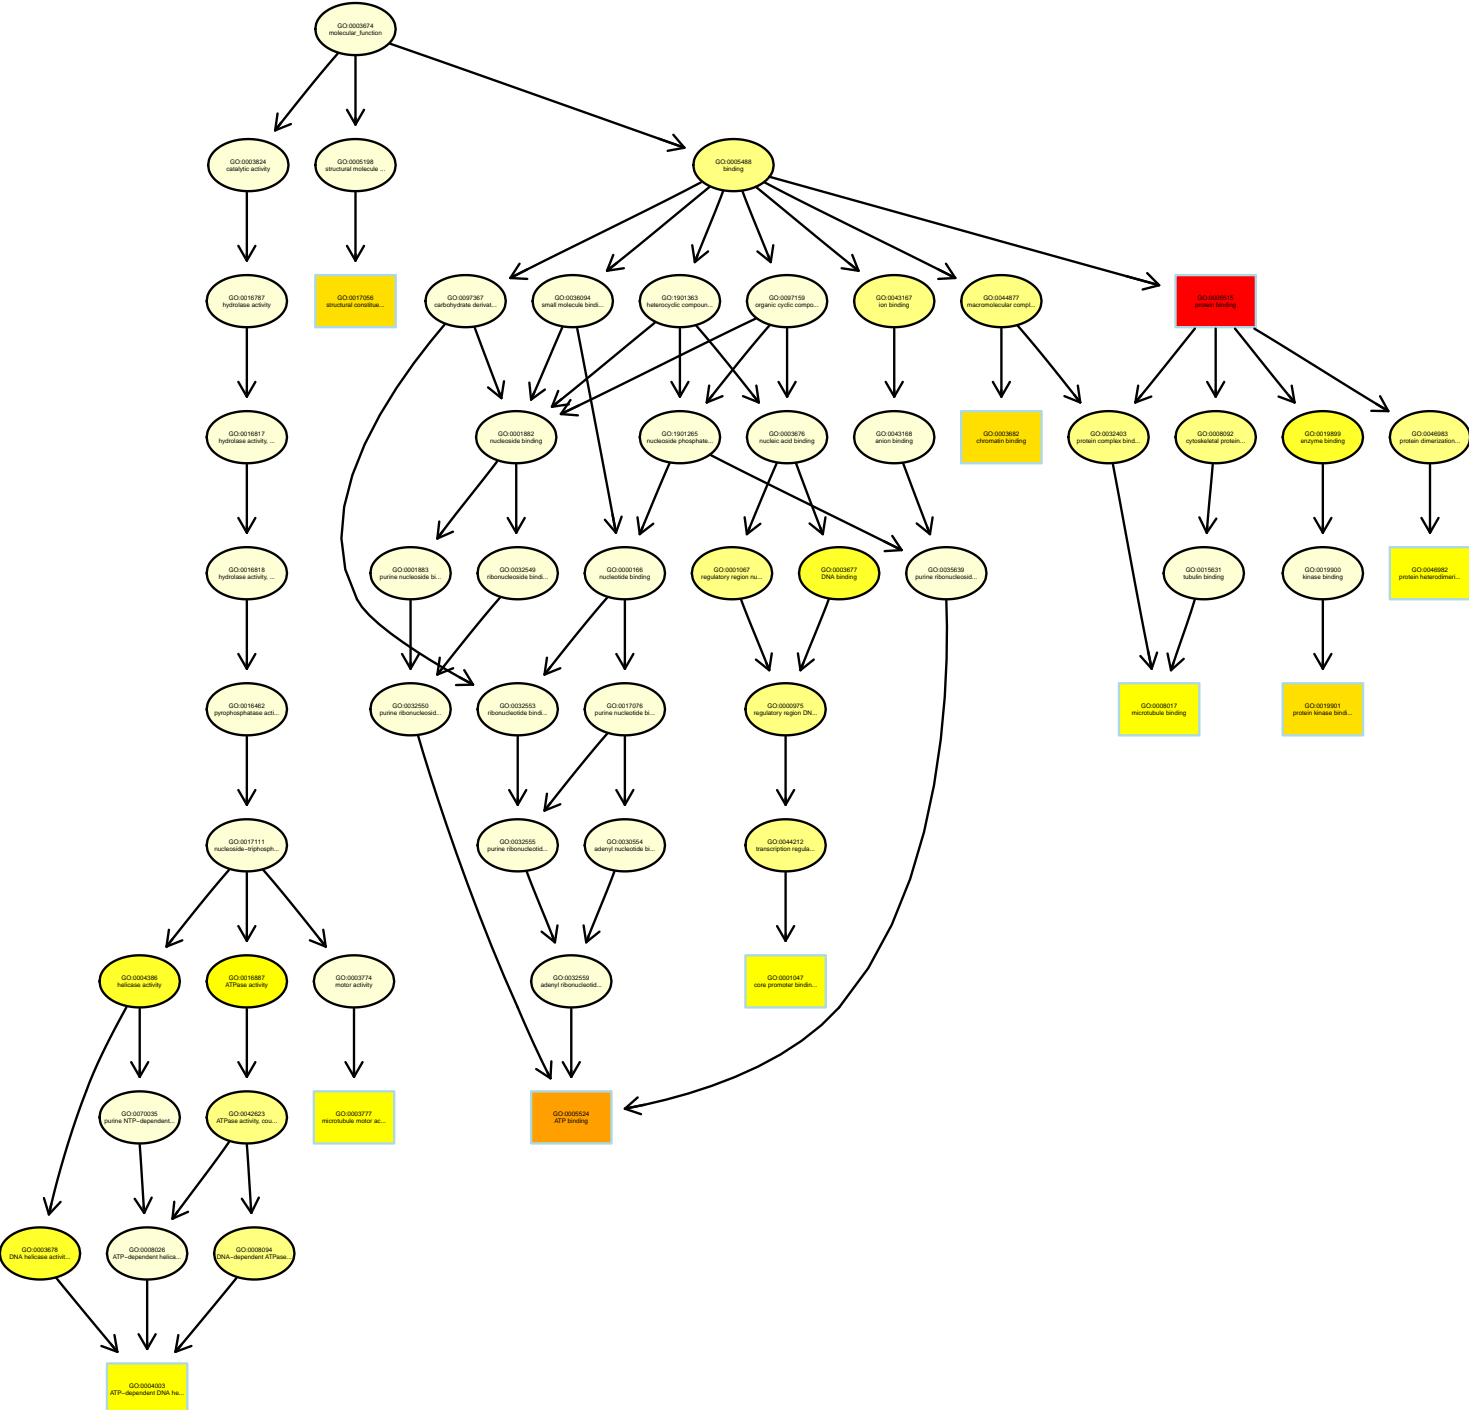 GO:0003674
molecular_function
GO:0003824
catalytic activity
GO:0005198
structural molecule ...
GO:0005488
binding
GO:0016787
hydrolase activity
GO:0017056
structural constitue...
GO:0097367
carbohydrate derivat...
GO:0036094
small molecule bindi...
GO:1901363
heterocyclic compoun...
GO:0097159
organic cyclic compo...
GO:0043167
ion binding
GO:0044877
macromolecular compl...
GO:0005515
protein binding
GO:0016817
hydrolase activity, ...
GO:0001882
nucleoside binding
GO:1901265
nucleoside phosphate...
GO:0003676
nucleic acid binding
GO:0043168
anion binding
GO:0003682
chromatin binding
GO:0032403
protein complex bind...
GO:0008092
cytoskeletal protein...
GO:0019899
enzyme binding
GO:0046983
protein dimerization...
GO:0016818
hydrolase activity, ...
GO:0001883
purine nucleoside bi...
GO:0032549
ribonucleoside bindi...
GO:0000166
nucleotide binding
GO:0001067
regulatory region nu...
GO:0003677
DNA binding
GO:0035639
purine ribonucleosid...
GO:0015631
tubulin binding
GO:0019900
kinase binding
GO:0046982
protein heterodimeri...
GO:0016462
pyrophosphatase acti...
GO:0032550
purine ribonucleosid...
GO:0032553
ribonucleotide bindi...
GO:0017076
purine nucleotide bi...
GO:0000975
regulatory region DN...
GO:0008017
microtubule binding
GO:0019901
protein kinase bindi...
GO:0017111
nucleoside−triphosph...
GO:0032555
purine ribonucleotid...
GO:0030554
adenyl nucleotide bi...
GO:0044212
transcription regula...
GO:0004386
helicase activity
GO:0016887
ATPase activity
GO:0003774
motor activity
GO:0032559
adenyl ribonucleotid...
GO:0001047
core promoter bindin...
GO:0070035
purine NTP−dependent...
GO:0042623
ATPase activity, cou...
GO:0003777
microtubule motor ac...
GO:0005524
ATP binding
GO:0003678
DNA helicase activit...
GO:0008026
ATP−dependent helica...
GO:0008094
DNA−dependent ATPase...
GO:0004003
ATP−dependent DNA he...